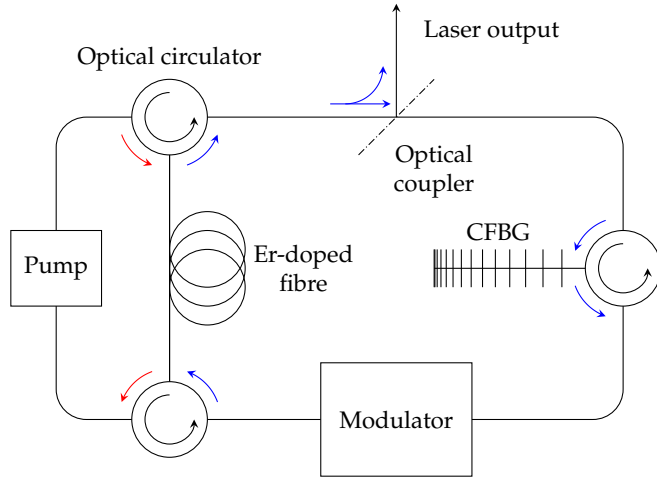 Laser output
Optical circulator
Optical
coupler
CFBG
Pump
Er-doped
fibre
Modulator